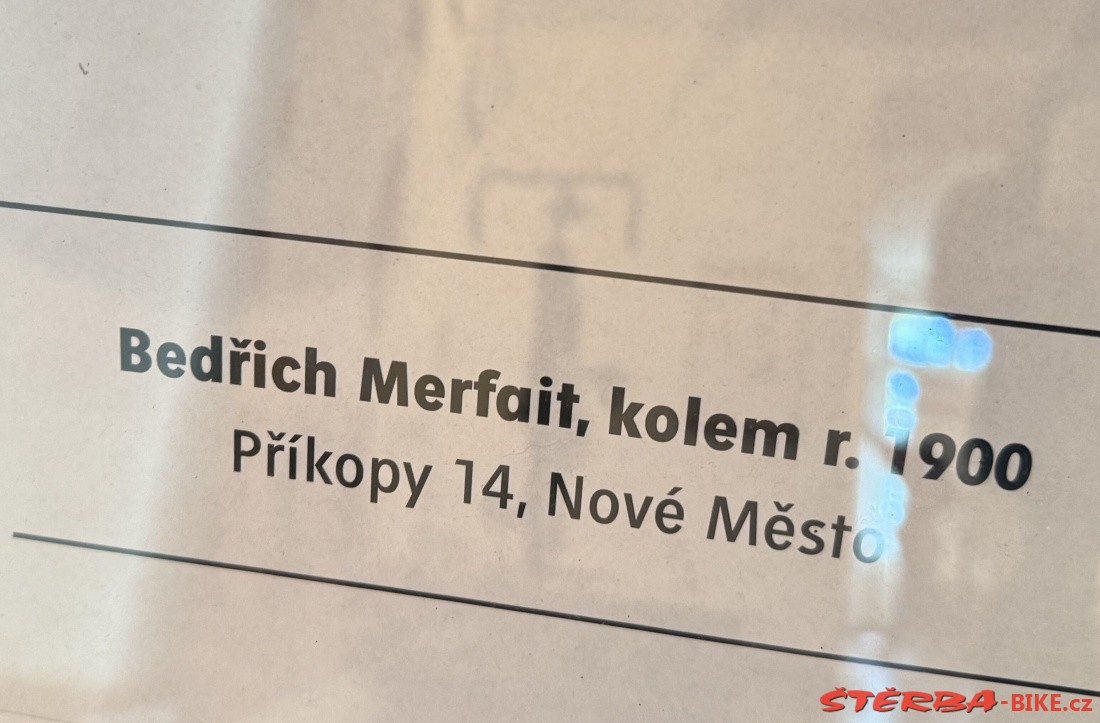 Bedřich Merfait, kolem r. 1900
Příkopy 14, Nové Město
ŠTĚRBA-BIKE.cz